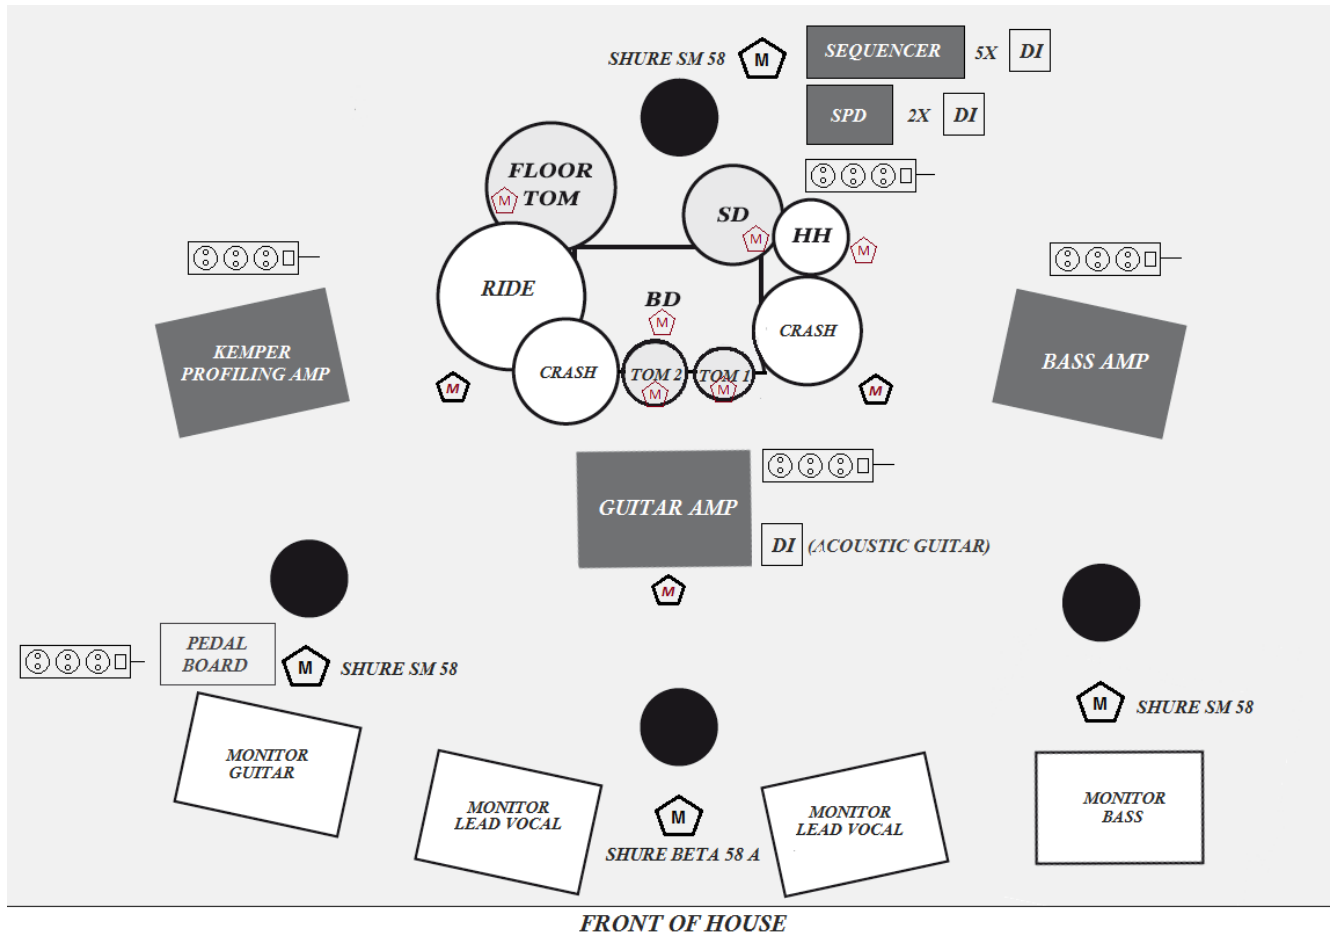 SHURE SM 58
M
SEQUENCER
5X
DI
SPD
2X
DI
FLOOR
TOM
M
SD
M
HH
M
RIDE
BD
M
CRASH
CRASH
TOM 2
M
TOM 1
M
KEMPER
PROFILING AMP
M
M
BASS AMP
GUITAR AMP
DI
(ACOUSTIC GUITAR)
M
PEDAL
BOARD
M
SHURE SM 58
M
SHURE SM 58
MONITOR
GUITAR
MONITOR
LEAD VOCAL
M
SHURE BETA 58 A
MONITOR
LEAD VOCAL
MONITOR
BASS
FRONT OF HOUSE